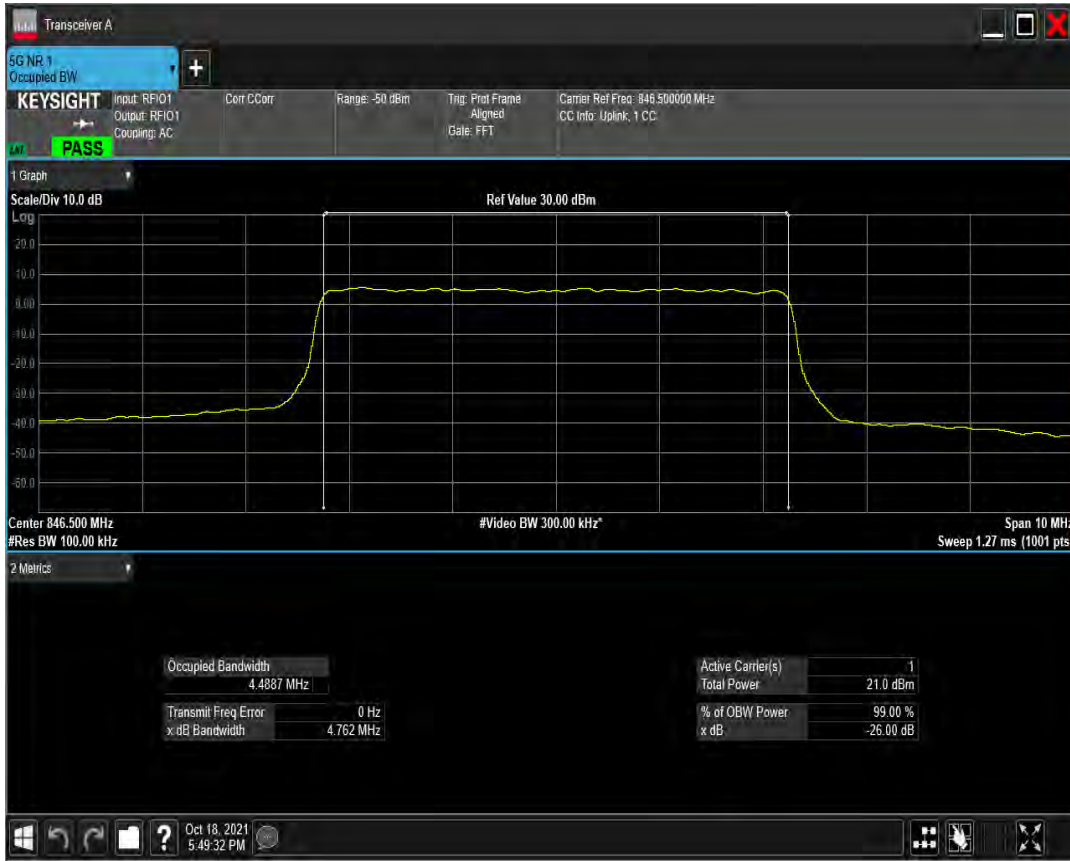 Transceiver A
5G NR 1
Occupied BW
+
KEYSIGHT
Input: RFIO1
Output: RFIO1
Coupling: AC
Corr CCorr
Range: -50 dBm
Trig: Prot Frame
Aligned
Gate: FFT
Carrier Ref Freq: 846.500000 MHz
CC Info: Uplink, 1 CC
PASS
1 Graph
Scale/Div 10.0 dB
Ref Value 30.00 dBm
Log
20.0
10.0
0.00
-10.0
-20.0
-30.0
-40.0
-50.0
-60.0
Center 846.500 MHz
#Video BW 300.00 kHz*
Span 10 MHz
#Res BW 100.00 kHz
Sweep 1.27 ms (1001 pts
2 Metrics
Occupied Bandwidth
4.4887 MHz
Transmit Freq Error 0 Hz
x dB Bandwidth 4.762 MHz
Active Carrier(s) 1
Total Power 21.0 dBm
% of OBW Power 99.00 %
x dB -26.00 dB
?
Oct 18, 2021
5:49:32 PM